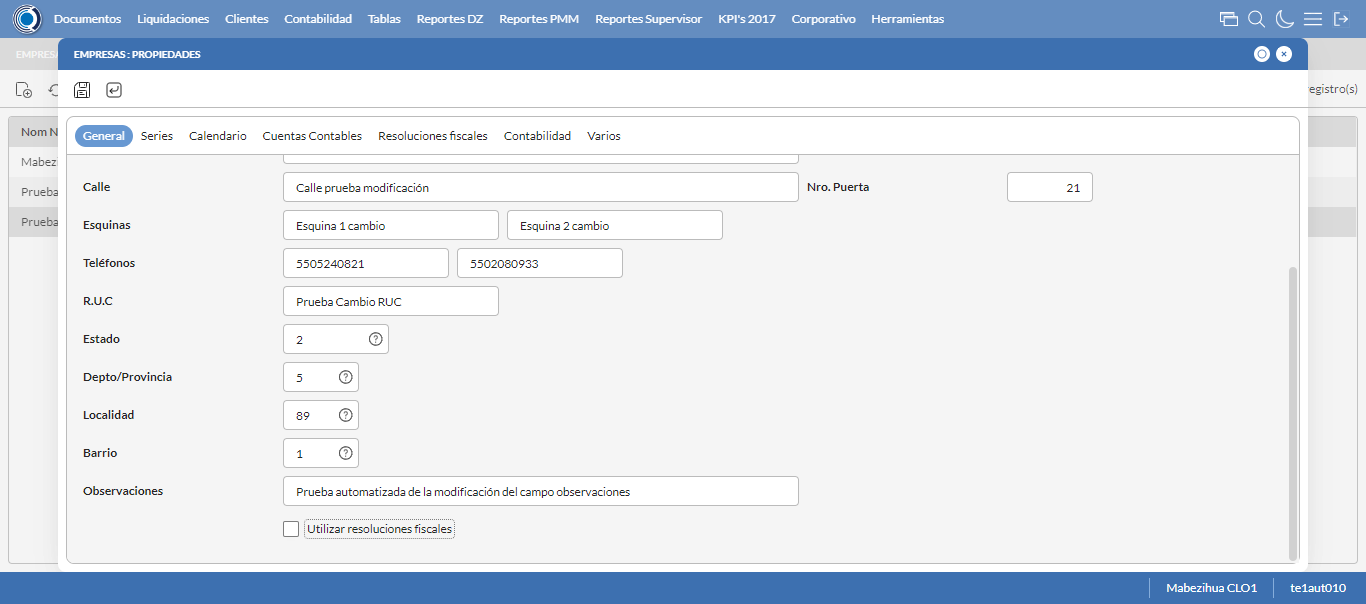 Documentos Liquidaciones Clientes Contabilidad Tablas Reportes DZ Reportes PMM Reportes Supervisor KPI's 2017 Corporativo Herramientas
EMPRESAS : PROPIEDADES
egistro(s)
General Series Calendario Cuentas Contables Resoluciones fiscales Contabilidad Varios
Nom N
Mabez
Prueba
Prueba
Calle Calle prueba modificación Nro. Puerta 21
Esquinas Esquina 1 cambio Esquina 2 cambio
Teléfonos 5505240821 5502080933
R.U.C Prueba Cambio RUC
Estado 2
Depto/Provincia 5
Localidad 89
Barrio 1
Observaciones Prueba automatizada de la modificación del campo observaciones
Utilizar resoluciones fiscales
Mabezihua CLO1 te1aut010